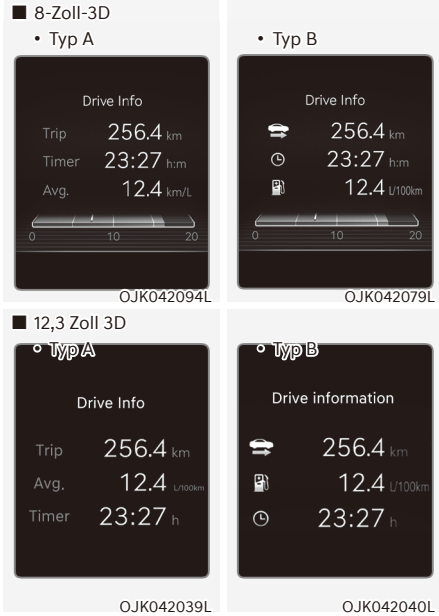 ■ 8-Zoll-3D
• Typ A
Drive Info
Trip 256.4 km
Timer 23:27 h:m
Avg. 12.4 km/L
0 10 20
OJK042094L
• Typ B
Drive Info
256.4 km
23:27 h:m
12.4 L/100km
0 10 20
OJK042079L
■ 12,3 Zoll 3D
• Typ A
Drive Info
Trip 256.4 km
Avg. 12.4 L/100km
Timer 23:27 h
OJK042039L
• Typ B
Drive information
256.4 km
12.4 L/100km
23:27 h
OJK042040L